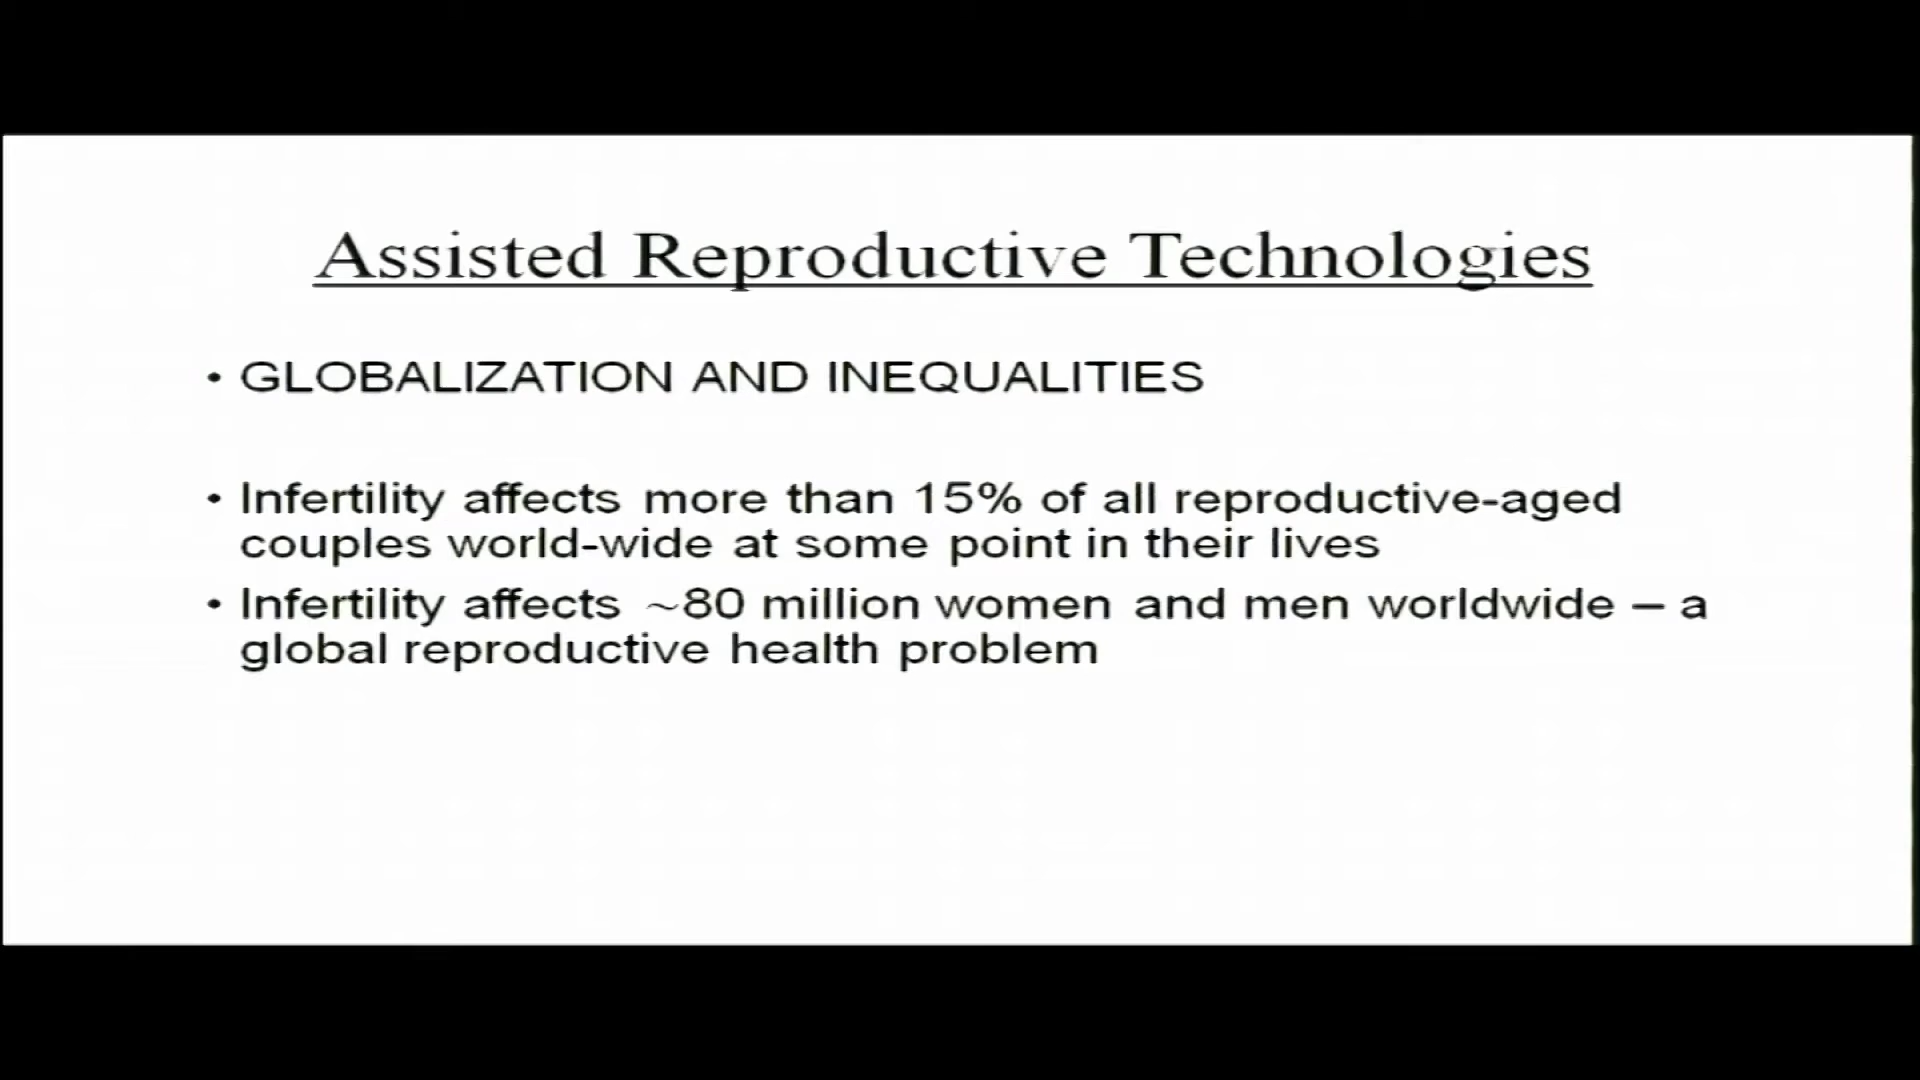 Assisted Reproductive Technologies
• GLOBALIZATION AND INEQUALITIES
• Infertility affects more than 15% of all reproductive-aged
couples world-wide at some point in their lives
• Infertility affects ~80 million women and men worldwide – a
global reproductive health problem